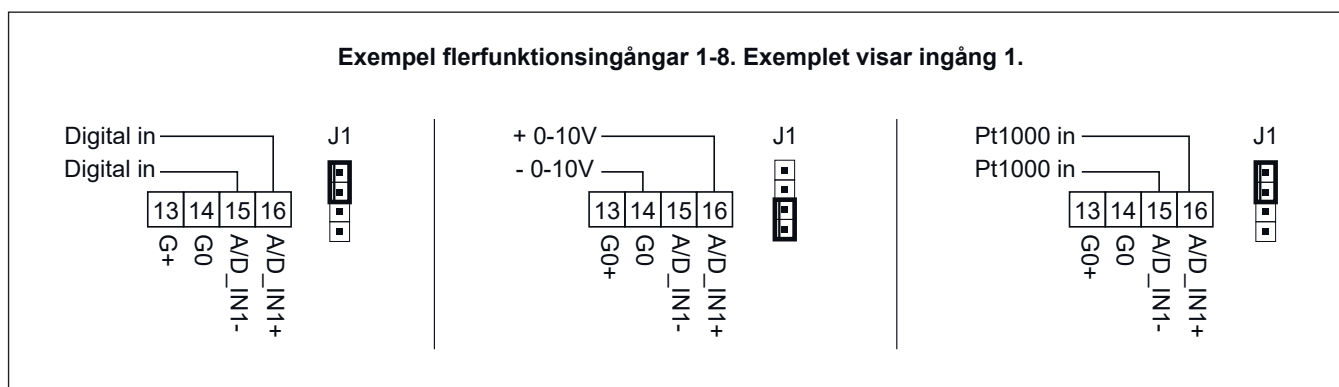 Exempel flerfunktionsingångar 1-8. Exemplet visar ingång 1.
Digital in
Digital in
J1
13 14 15 16
G+
G0
A/D_IN1-
A/D_IN1+
+ 0-10V
- 0-10V
J1
13 14 15 16
G0+
G0
A/D_IN1-
A/D_IN1+
Pt1000 in
Pt1000 in
J1
13 14 15 16
G0+
G0
A/D_IN1-
A/D_IN1+